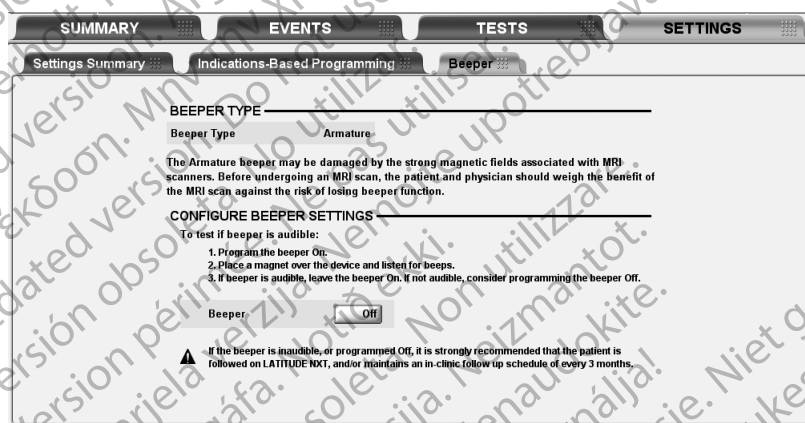 SUMMARY EVENTS TESTS SETTINGS
Settings Summary Indications-Based Programming Beeper
BEEPER TYPE
Beeper Type Armature
The Armature beeper may be damaged by the strong magnetic fields associated with MRI
scanners. Before undergoing an MRI scan, the patient and physician should weigh the benefit of
the MRI scan against the risk of losing beeper function.
CONFIGURE BEEPER SETTINGS
To test if beeper is audible:
1. Program the beeper On.
2. Place a magnet over the device and listen for beeps.
3. If beeper is audible, leave the beeper On. If not audible, consider programming the beeper Off.
Beeper Off
If the beeper is inaudible, or programmed Off, it is strongly recommended that the patient is
followed on LATITUDE NXT, and/or maintains an in-clinic follow up schedule of every 3 months.